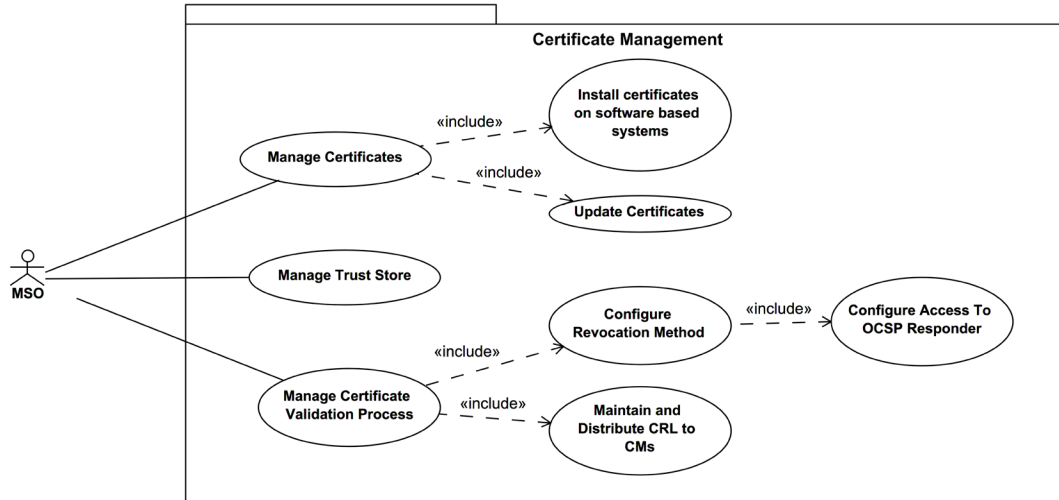 Certificate Management
Install certificates
on software based
systems
«include»
Manage Certificates
«include»
Update Certificates
MSO
Manage Trust Store
Configure
Revocation Method
«include»
Configure Access To
OCSP Responder
«include»
Manage Certificate
Validation Process
«include»
Maintain and
Distribute CRL to
CMs